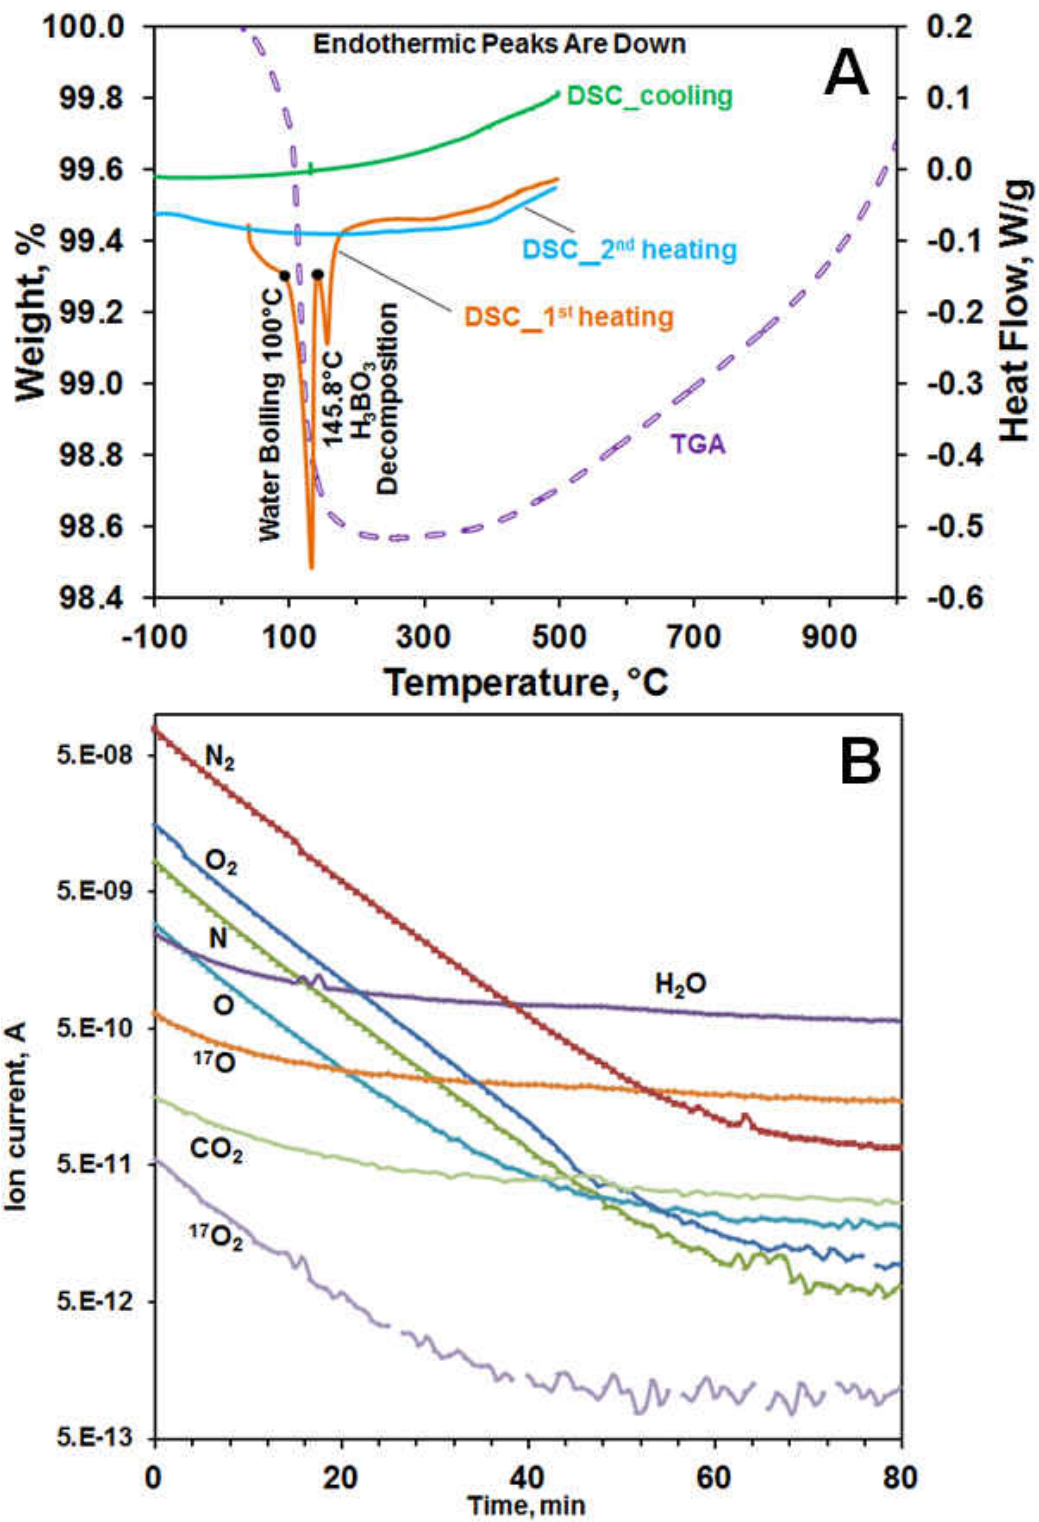 100.0
99.8
99.6
99.4
99.2
99.0
98.8
98.6
98.4
Weight, %
Endothermic Peaks Are Down
A
DSC_cooling
DSC_2nd heating
DSC_1st heating
Water Boiling 100°C
145.8°C
H3BO3
Decomposition
TGA
0.2
0.1
0.0
-0.1
-0.2
-0.3
-0.4
-0.5
-0.6
Heat Flow, W/g
-100 100 300 500 700 900
Temperature, °C
5.E-08
5.E-09
5.E-10
5.E-11
5.E-12
5.E-13
Ion current, A
B
N2
O2
N
H2O
O
17O
CO2
17O2
0 20 40 60 80
Time, min